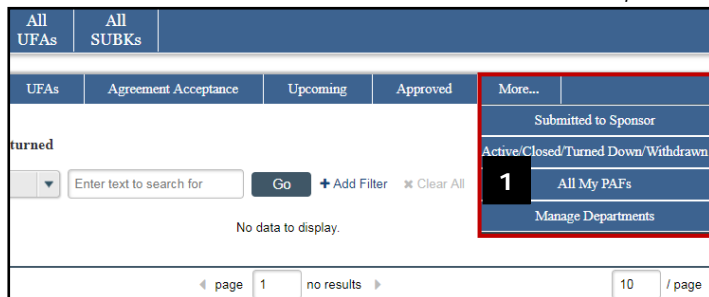 All UFAs All SUBKs
UFAs Agreement Acceptance Upcoming Approved More...
Submitted to Sponsor
turned
Active/Closed/Turned Down/Withdrawn
Enter text to search for Go + Add Filter × Clear All
1 All My PAFs
Manage Departments
No data to display.
page 1 no results 10 / page